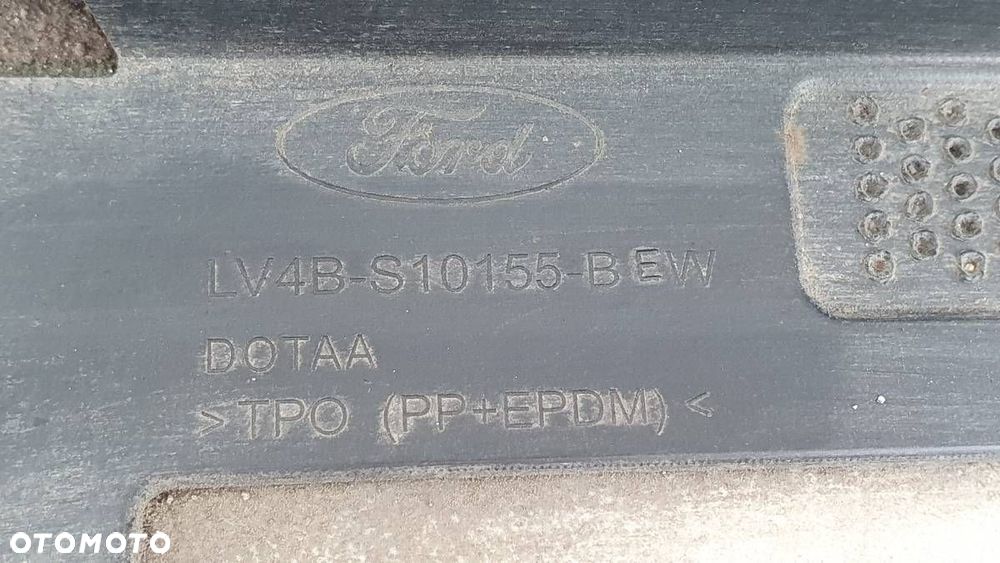 Ford
LV4B-S10155-BEW
DOTAA
>TPO (PP+EPDM)<
OTOMOTO